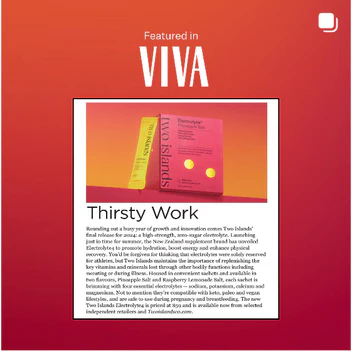 Featured in
VIVA
two islands
two islands
Electrolyte+
Pineapple Salt
Thirsty Work
Rounding out a busy year of growth and innovation comes Two Islands'
final release for 2024: a high-strength, zero-sugar electrolyte. Launching
just in time for summer, the New Zealand supplement brand has unveiled
Electrolyte+ to promote hydration, boost energy and enhance physical
recovery. You'd be forgiven for thinking that electrolytes were solely reserved
for athletes, but Two Islands maintains the importance of replenishing the
key vitamins and minerals lost through other bodily functions including
sweating or during illness. Housed in convenient sachets and available in
two flavours, Pineapple Salt and Raspberry Lemonade Salt, each pouch is
brimming with four essential electrolytes — sodium, potassium, calcium and
magnesium. Not to mention they're compatible with keto, paleo and vegan
lifestyles, and are safe to use during pregnancy and breastfeeding. The new
Two Islands Electrolyte+ is priced at $59 and is available now from selected
independent retailers and Twoislandsco.com.